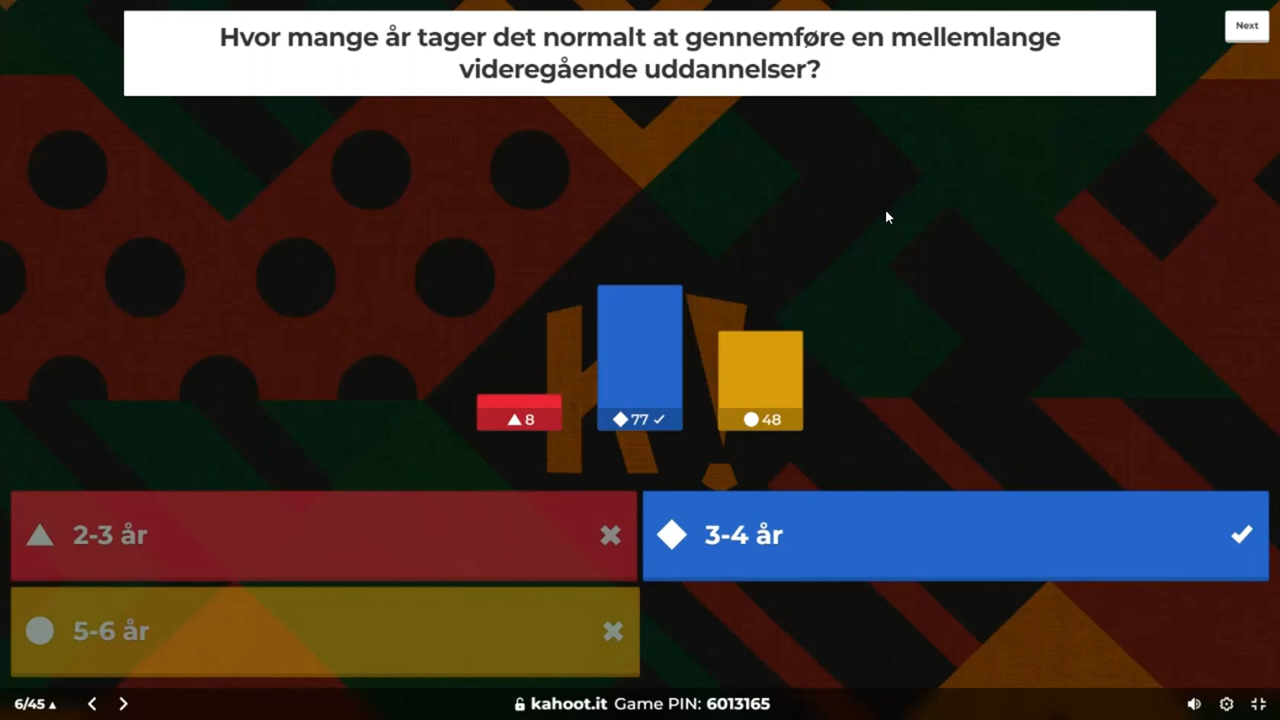 Hvor mange år tager det normalt at gennemføre en mellemlange
videregående uddannelser?
Next
K!
8
77
48
2-3 år
3-4 år
5-6 år
6/45
kahoot.it Game PIN: 6013165